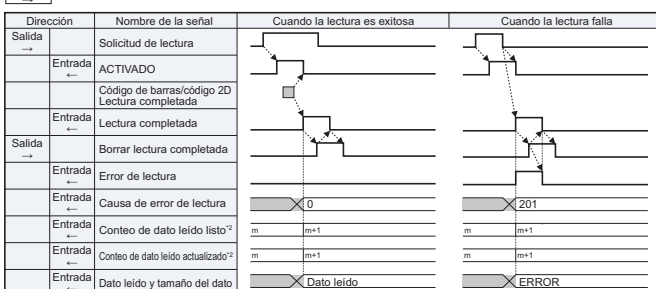 Dirección Nombre de la señal Cuando la lectura es exitosa Cuando la lectura falla
Salida → Solicitud de lectura
Entrada ← ACTIVADO
Código de barras/código 2D
Lectura completada
Entrada ← Lectura completada
Salida → Borrar lectura completada
Entrada ← Error de lectura
Entrada ← Causa de error de lectura 0 201
Entrada ← Conteo de dato leído listo*2 m m+1 m m+1
Entrada ← Conteo de dato leído actualizado*2 m m+1 m m+1
Entrada ← Dato leído y tamaño del dato Dato leído ERROR